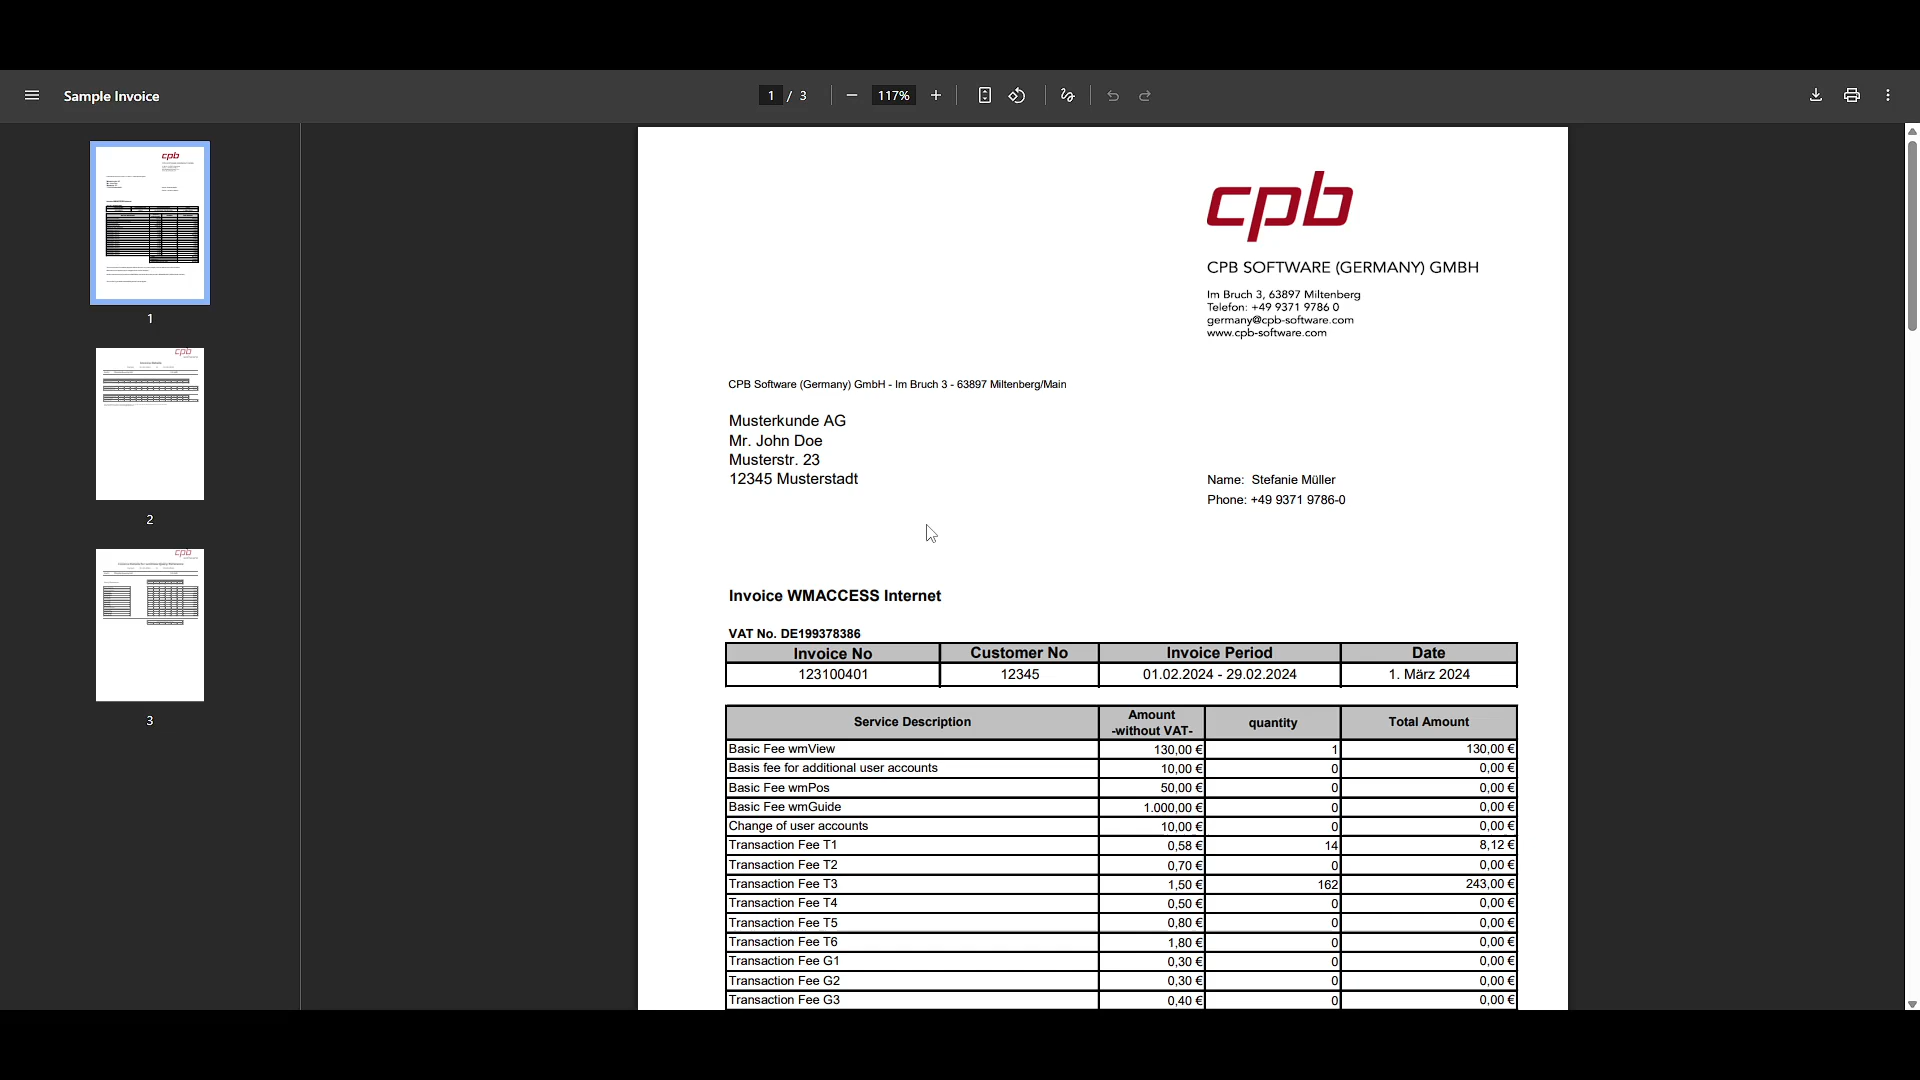 Sample Invoice
1 / 3
117%
1
2
3
cpb
CPB SOFTWARE (GERMANY) GMBH
Im Bruch 3, 63897 Miltenberg
Telefon: +49 9371 9786 0
germany@cpb-software.com
www.cpb-software.com
CPB Software (Germany) GmbH - Im Bruch 3 - 63897 Miltenberg/Main
Musterkunde AG
Mr. John Doe
Musterstr. 23
12345 Musterstadt
Name: Stefanie Müller
Phone: +49 9371 9786-0
Invoice WMACCESS Internet
VAT No. DE199378386
Invoice No Customer No Invoice Period Date
123100401 12345 01.02.2024 - 29.02.2024 1. März 2024
Service Description Amount -without VAT- quantity Total Amount
Basic Fee wmView 130,00 € 1 130,00 €
Basis fee for additional user accounts 10,00 € 0 0,00 €
Basic Fee wmPos 50,00 € 0 0,00 €
Basic Fee wmGuide 1.000,00 € 0 0,00 €
Change of user accounts 10,00 € 0 0,00 €
Transaction Fee T1 0,58 € 14 8,12 €
Transaction Fee T2 0,70 € 0 0,00 €
Transaction Fee T3 1,50 € 162 243,00 €
Transaction Fee T4 0,50 € 0 0,00 €
Transaction Fee T5 0,80 € 0 0,00 €
Transaction Fee T6 1,80 € 0 0,00 €
Transaction Fee G1 0,30 € 0 0,00 €
Transaction Fee G2 0,30 € 0 0,00 €
Transaction Fee G3 0,40 € 0 0,00 €